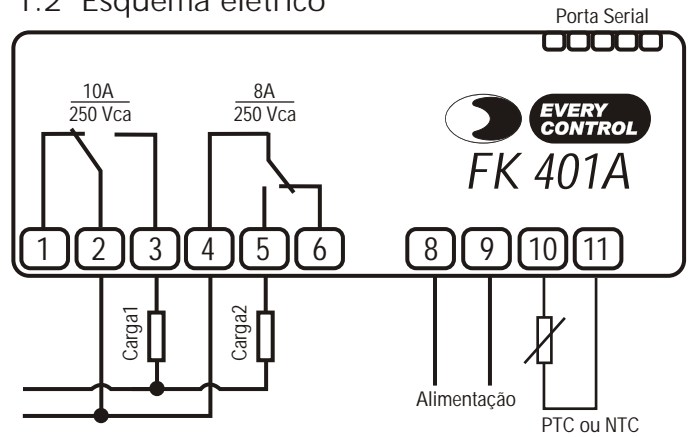 1.2 Esquema elétrico
Porta Serial
10A
250 Vca
8A
250 Vca
EVERY
CONTROL
FK 401A
1 2 3 4 5 6 8 9 10 11
Carga1
Carga2
Alimentação
PTC ou NTC